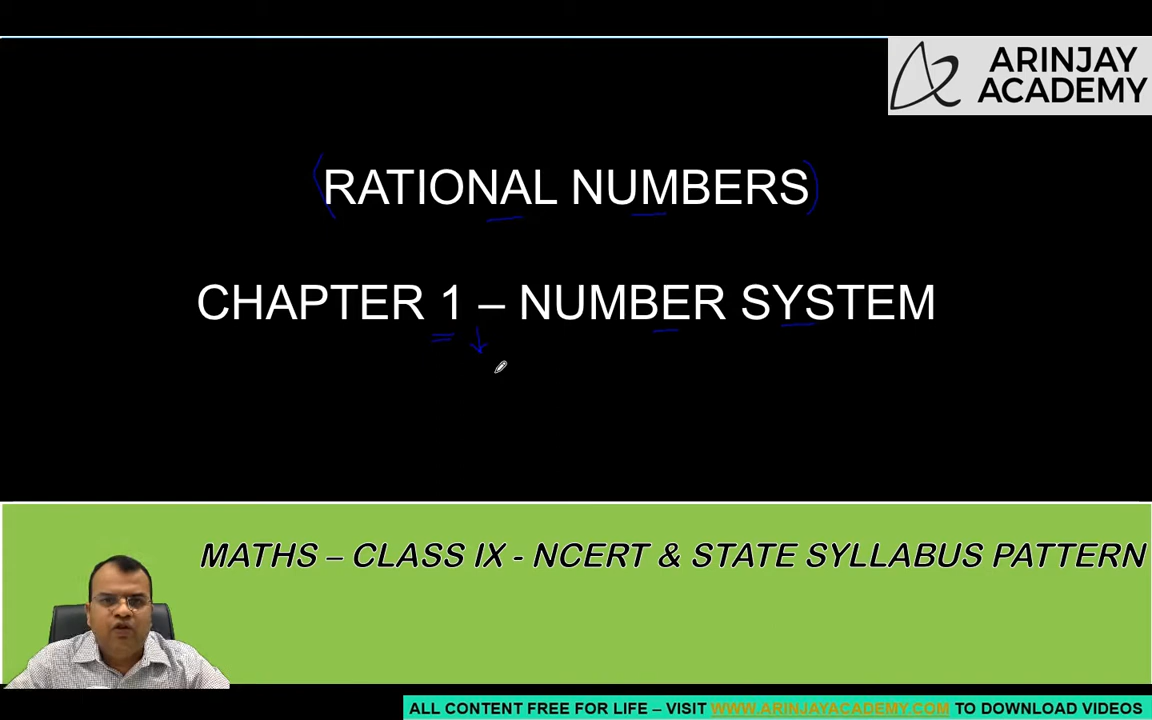 ARINJAY
ACADEMY
(RATIONAL NUMBERS)
CHAPTER 1 – NUMBER SYSTEM
MATHS – CLASS IX - NCERT & STATE SYLLABUS PATTERN
ALL CONTENT FREE FOR LIFE – VISIT WWW.ARINJAYACADEMY.COM TO DOWNLOAD VIDEOS